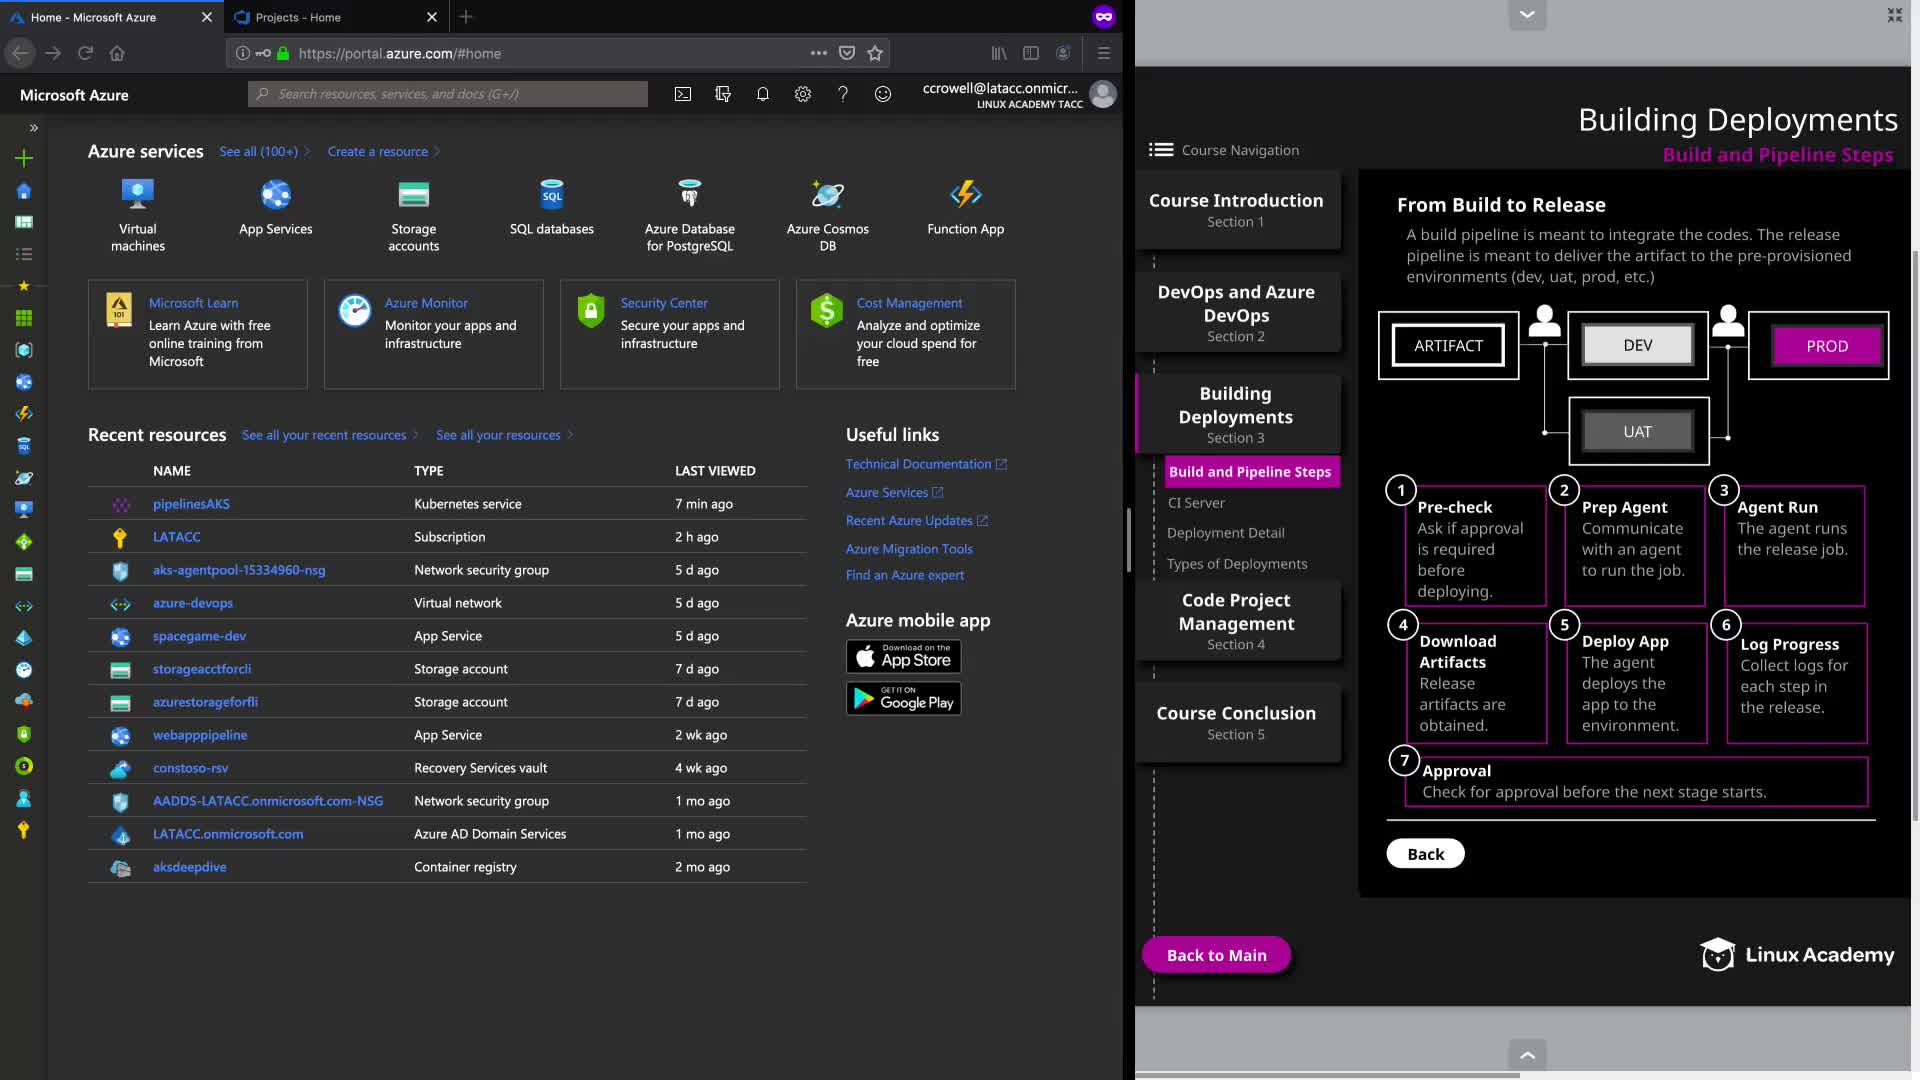 Home - Microsoft Azure
Projects - Home
https://portal.azure.com/#home
Microsoft Azure
Search resources, services, and docs (G+/)
ccrowell@latacc.onmicr...
LINUX ACADEMY TACC
Azure services
See all (100+)
Create a resource
Virtual
machines
App Services
Storage
accounts
SQL
SQL databases
Azure Database
for PostgreSQL
Azure Cosmos
DB
Function App
101
Microsoft Learn
Learn Azure with free
online training from
Microsoft
Azure Monitor
Monitor your apps and
infrastructure
Security Center
Secure your apps and
infrastructure
Cost Management
Analyze and optimize
your cloud spend for
free
Recent resources
See all your recent resources
See all your resources
NAME TYPE LAST VIEWED
pipelinesAKS Kubernetes service 7 min ago
LATACC Subscription 2 h ago
aks-agentpool-15334960-nsg Network security group 5 d ago
azure-devops Virtual network 5 d ago
spacegame-dev App Service 5 d ago
storageacctforcli Storage account 7 d ago
azurestorageforfli Storage account 7 d ago
webapppipeline App Service 2 wk ago
constoso-rsv Recovery Services vault 4 wk ago
AADDS-LATACC.onmicrosoft.com-NSG Network security group 1 mo ago
LATACC.onmicrosoft.com Azure AD Domain Services 1 mo ago
aksdeepdive Container registry 2 mo ago
Useful links
Technical Documentation
Azure Services
Recent Azure Updates
Azure Migration Tools
Find an Azure expert
Azure mobile app
Download on the
App Store
GET IT ON
Google Play
Building Deployments
Build and Pipeline Steps
Course Navigation
Course Introduction
Section 1
DevOps and Azure
DevOps
Section 2
Building
Deployments
Section 3
Build and Pipeline Steps
CI Server
Deployment Detail
Types of Deployments
Code Project
Management
Section 4
Course Conclusion
Section 5
Back to Main
From Build to Release
A build pipeline is meant to integrate the codes. The release
pipeline is meant to deliver the artifact to the pre-provisioned
environments (dev, uat, prod, etc.)
ARTIFACT
DEV
PROD
UAT
1
Pre-check
Ask if approval
is required
before
deploying.
2
Prep Agent
Communicate
with an agent
to run the job.
3
Agent Run
The agent runs
the release job.
4
Download
Artifacts
Release
artifacts are
obtained.
5
Deploy App
The agent
deploys the
app to the
environment.
6
Log Progress
Collect logs for
each step in
the release.
7
Approval
Check for approval before the next stage starts.
Back
Linux Academy